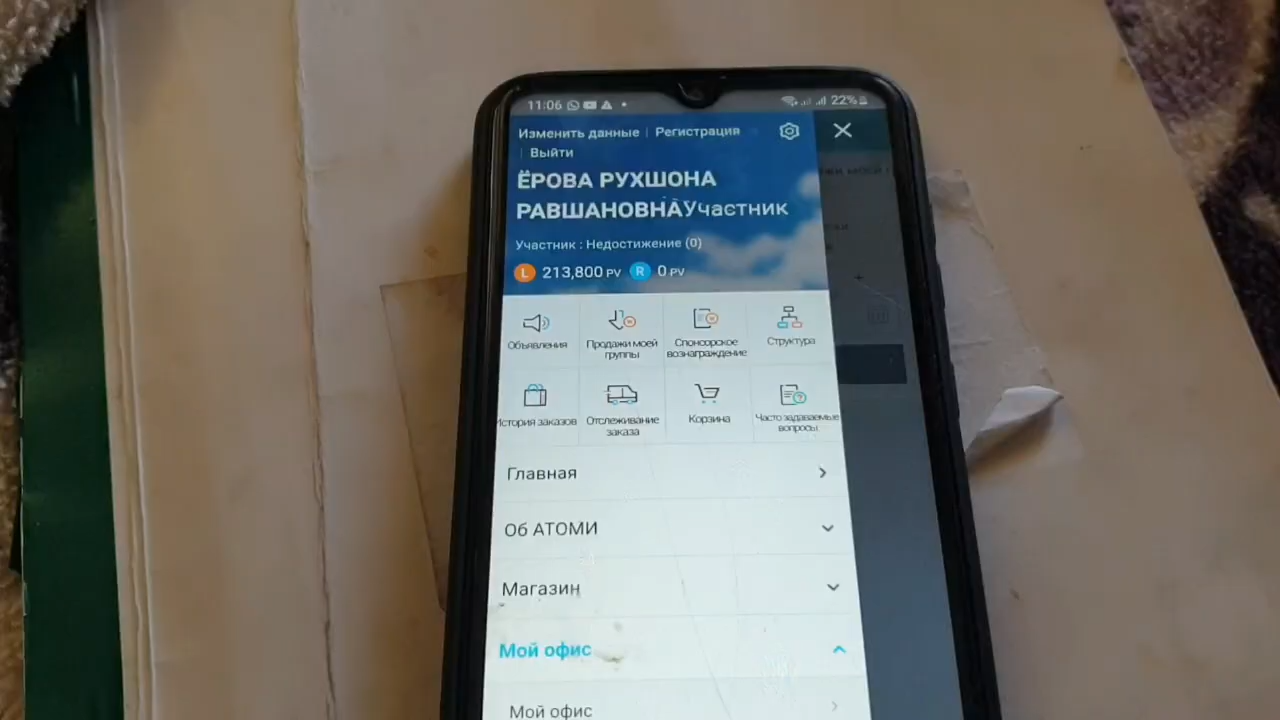 11:06 22%
Изменить данные | Регистрация
| Выйти
ЁРОВА РУХШОНА
РАВШАНОВНАУчастник
Участник : Недостижение (0)
L 213,800 PV R 0 PV
Объявления
Продажи моей
группы
Спонсорское
вознаграждение
Структура
История заказов
Отслеживание
заказа
Корзина
Часто задаваемые
вопросы
Главная
Об АТОМИ
Магазин
Мой офис
Мой офис